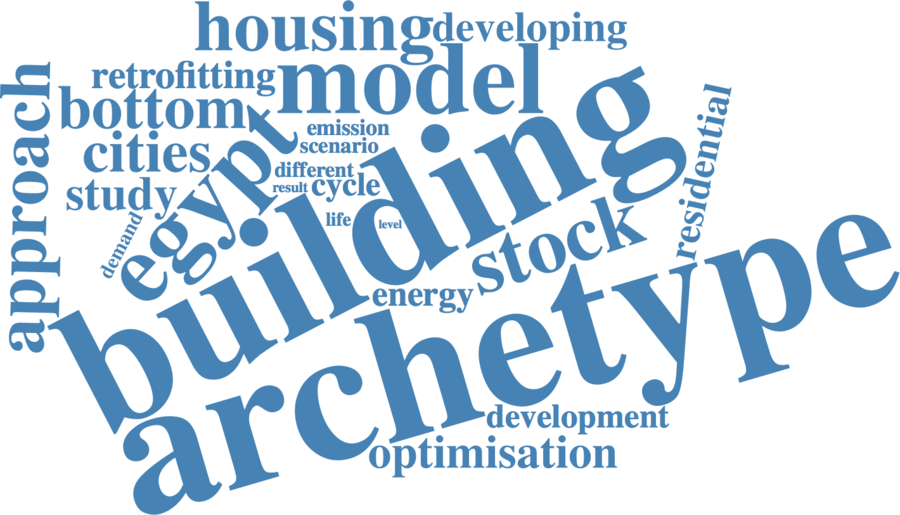 housing
developing
retrofitting
model
approach
bottom
emission
scenario
cities
egypt
different
study
result
cycle
building
residential
life
level
demand
stock
energy
archetype
development
optimisation